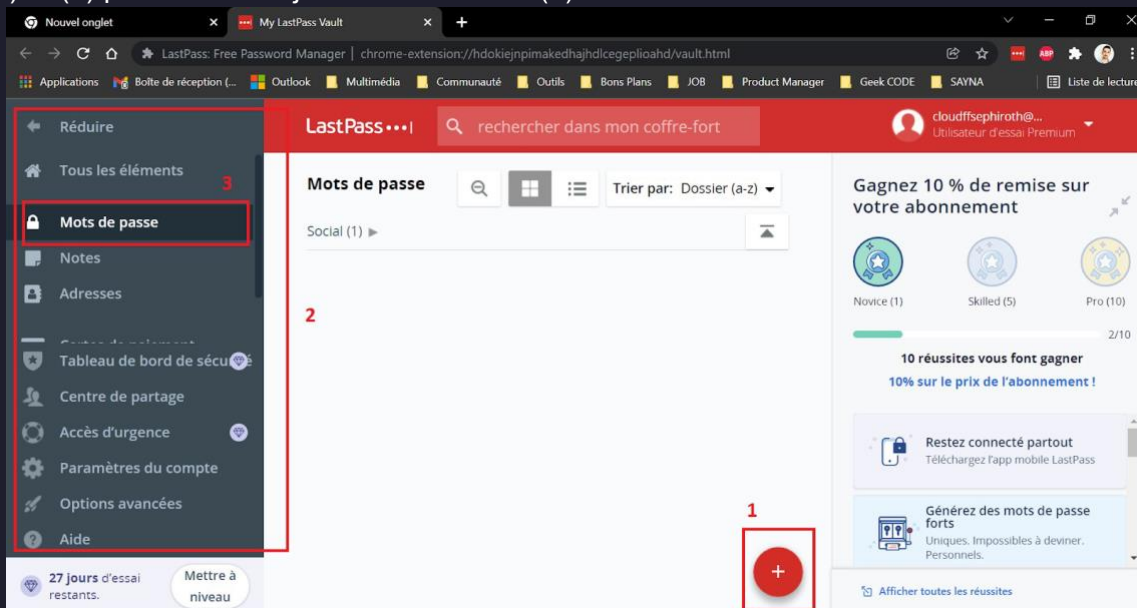 Nouvel onglet
My LastPass Vault
LastPass: Free Password Manager | chrome-extension://hdokiejnpimakedhajhdlcegeplioahd/vault.html
Applications
Boîte de réception (...
Outlook
Multimédia
Communauté
Outils
Bons Plans
JOB
Product Manager
Geek CODE
SAYNA
Liste de lecture
Réduire
Tous les éléments
3
Mots de passe
Notes
Adresses
Tableau de bord de sécu
Centre de partage
Accès d'urgence
Paramètres du compte
Options avancées
Aide
27 jours d'essai
restants.
Mettre à
niveau
LastPass
rechercher dans mon coffre-fort
cloudffsephiroth@...
Utilisateur d'essai Premium
Mots de passe
Trier par: Dossier (a-z)
Social (1)
2
1
+
Gagnez 10 % de remise sur
votre abonnement
Novice (1)
Skilled (5)
Pro (10)
2/10
10 réussites vous font gagner
10% sur le prix de l'abonnement !
Restez connecté partout
Téléchargez l'app mobile LastPass
Générez des mots de passe
forts
Uniques. Impossibles à deviner.
Personnels.
Afficher toutes les réussites